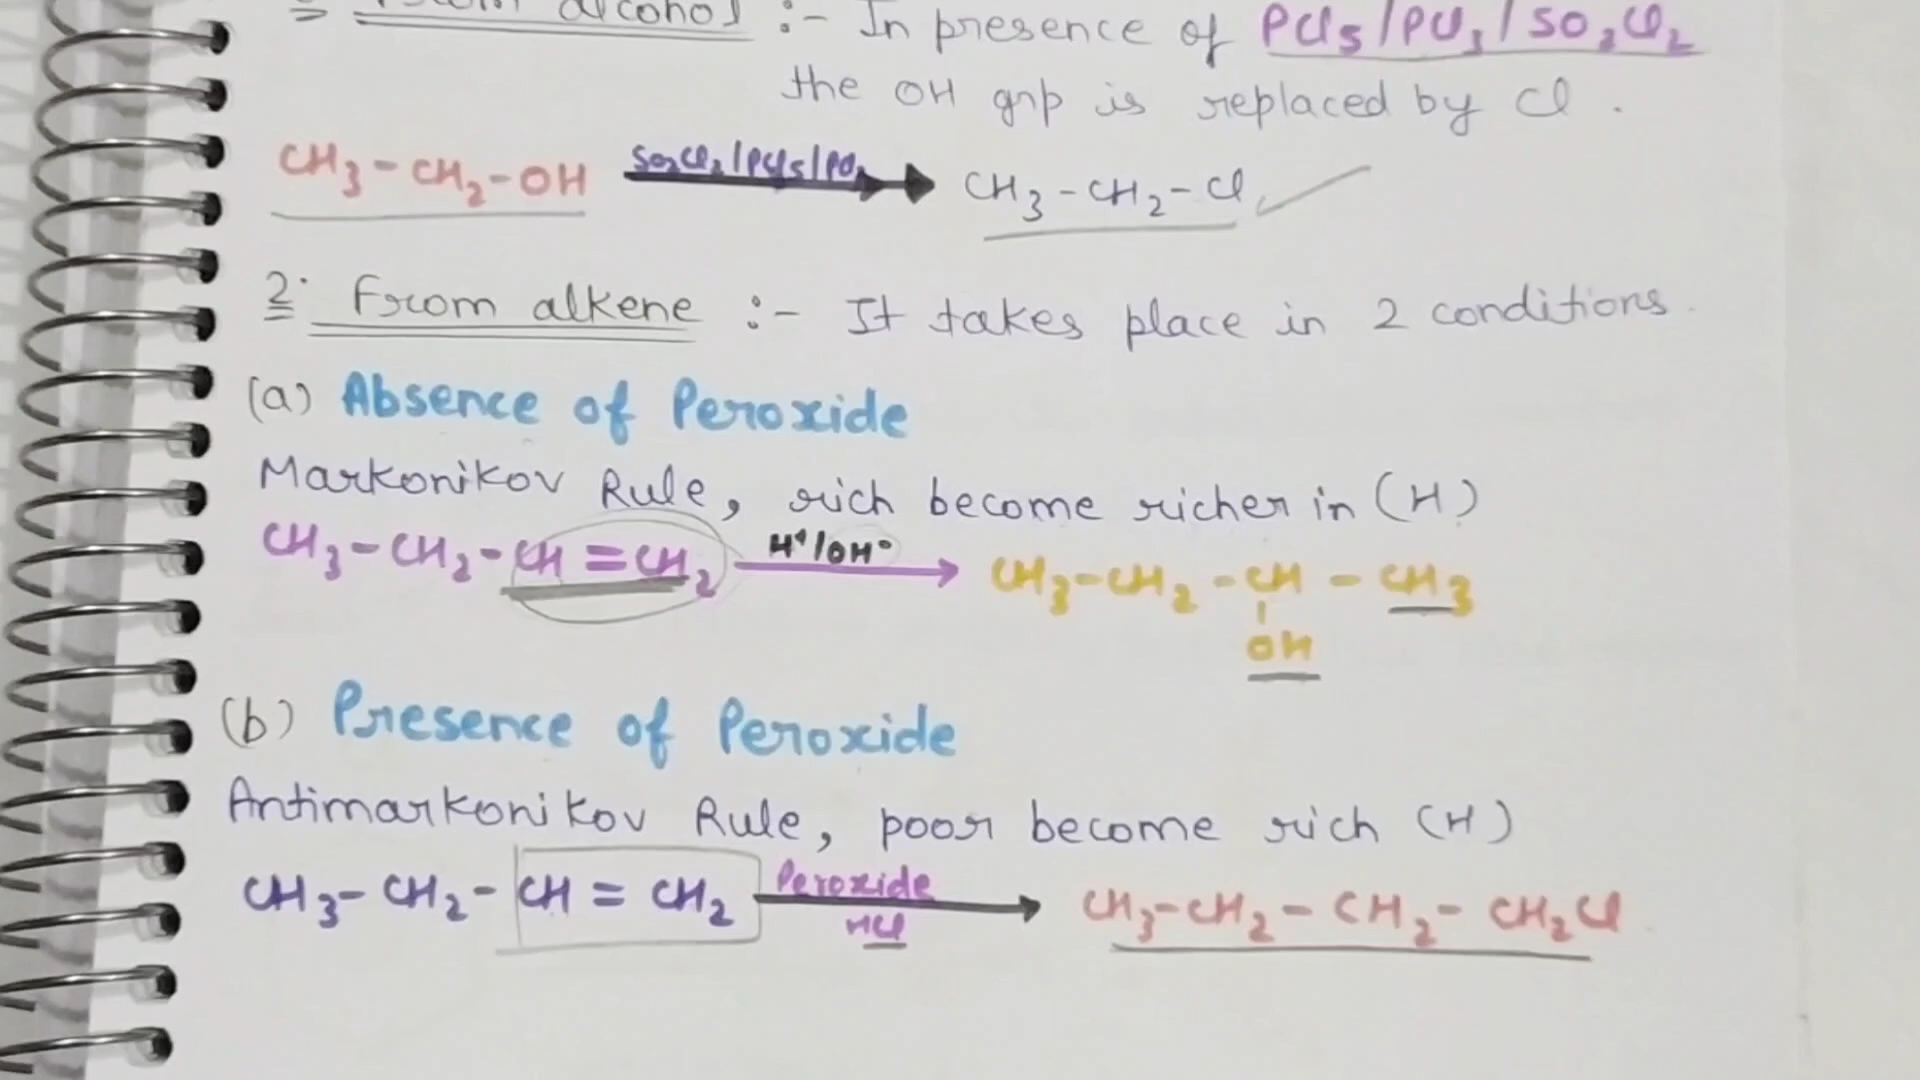 From alcohol :- In presence of PCl5/PCl3/SO2Cl2
the OH grp is replaced by Cl.
CH3-CH2-OH SO2Cl2/PCl5/PCl3 CH3-CH2-Cl
2. From alkene :- It takes place in 2 conditions.
(a) Absence of Peroxide
Markonikov Rule, rich become richer in (H)
CH3-CH2-CH=CH2 H+/OH- CH3-CH2-CH-CH3
OH
(b) Presence of Peroxide
Antimarkonikov Rule, poor become rich (H)
CH3-CH2-CH=CH2 Peroxide CH3-CH2-CH2-CH2Cl
HCl